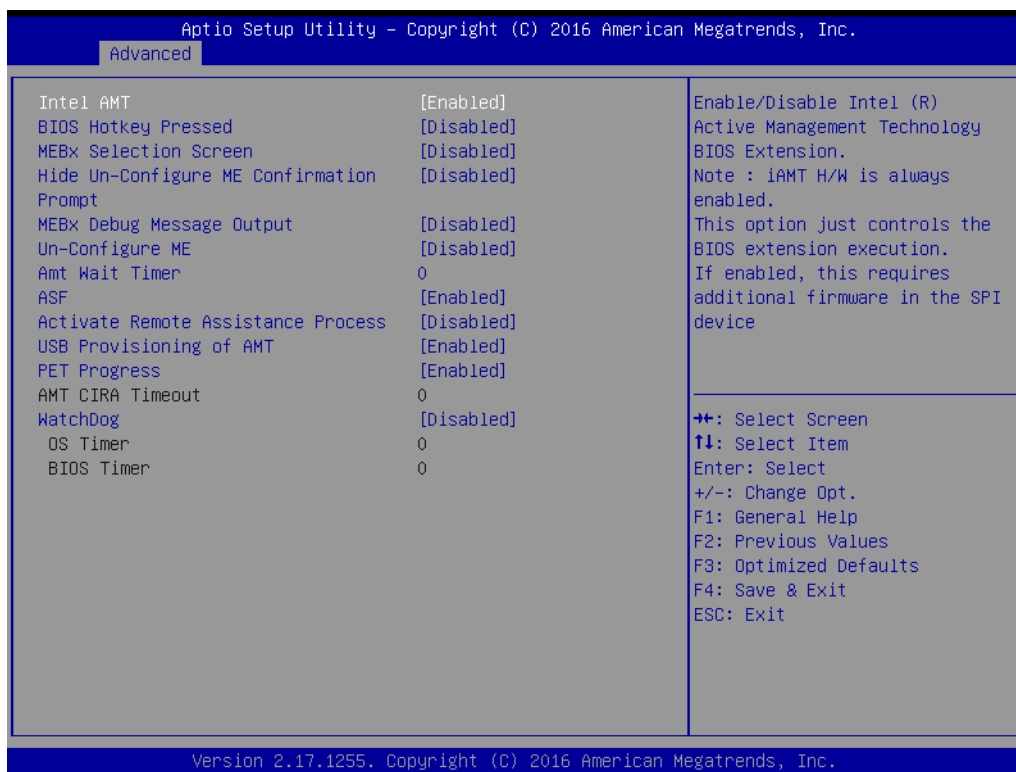 Aptio Setup Utility – Copyright (C) 2016 American Megatrends, Inc.
Advanced
Intel AMT [Enabled]
BIOS Hotkey Pressed [Disabled]
MEBx Selection Screen [Disabled]
Hide Un-Configure ME Confirmation [Disabled]
Prompt
MEBx Debug Message Output [Disabled]
Un-Configure ME [Disabled]
Amt Wait Timer 0
ASF [Enabled]
Activate Remote Assistance Process [Disabled]
USB Provisioning of AMT [Enabled]
PET Progress [Enabled]
AMT CIRA Timeout 0
WatchDog [Disabled]
OS Timer 0
BIOS Timer 0
Enable/Disable Intel (R)
Active Management Technology
BIOS Extension.
Note : iAMT H/W is always
enabled.
This option just controls the
BIOS extension execution.
If enabled, this requires
additional firmware in the SPI
device
→←: Select Screen
↑↓: Select Item
Enter: Select
+/-: Change Opt.
F1: General Help
F2: Previous Values
F3: Optimized Defaults
F4: Save & Exit
ESC: Exit
Version 2.17.1255. Copyright (C) 2016 American Megatrends, Inc.